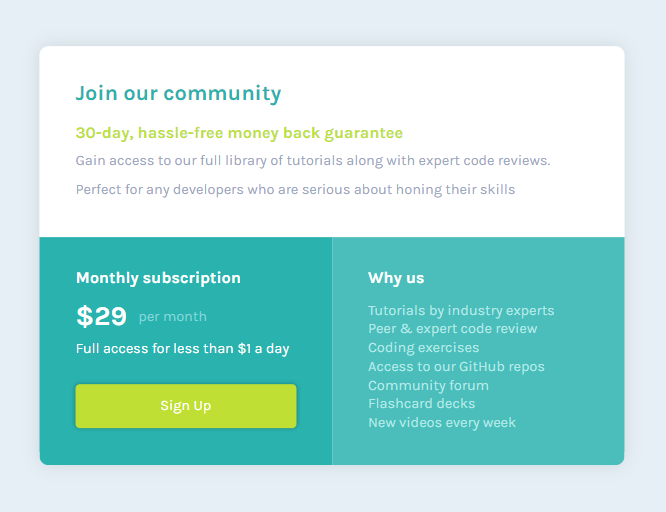 Join our community
30-day, hassle-free money back guarantee
Gain access to our full library of tutorials along with expert code reviews.
Perfect for any developers who are serious about honing their skills
Monthly subscription
$29 per month
Full access for less than $1 a day
Sign Up
Why us
Tutorials by industry experts
Peer & expert code review
Coding exercises
Access to our GitHub repos
Community forum
Flashcard decks
New videos every week